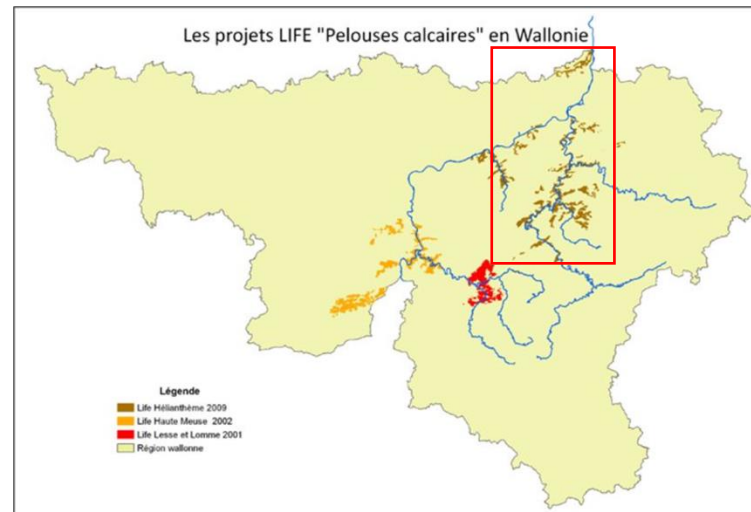 Les projets LIFE "Pelouses calcaires" en Wallonie
Légende
Life Hélianthème 2009
Life Haute Meuse 2002
Life Lesse et Lomme 2001
Région wallonne